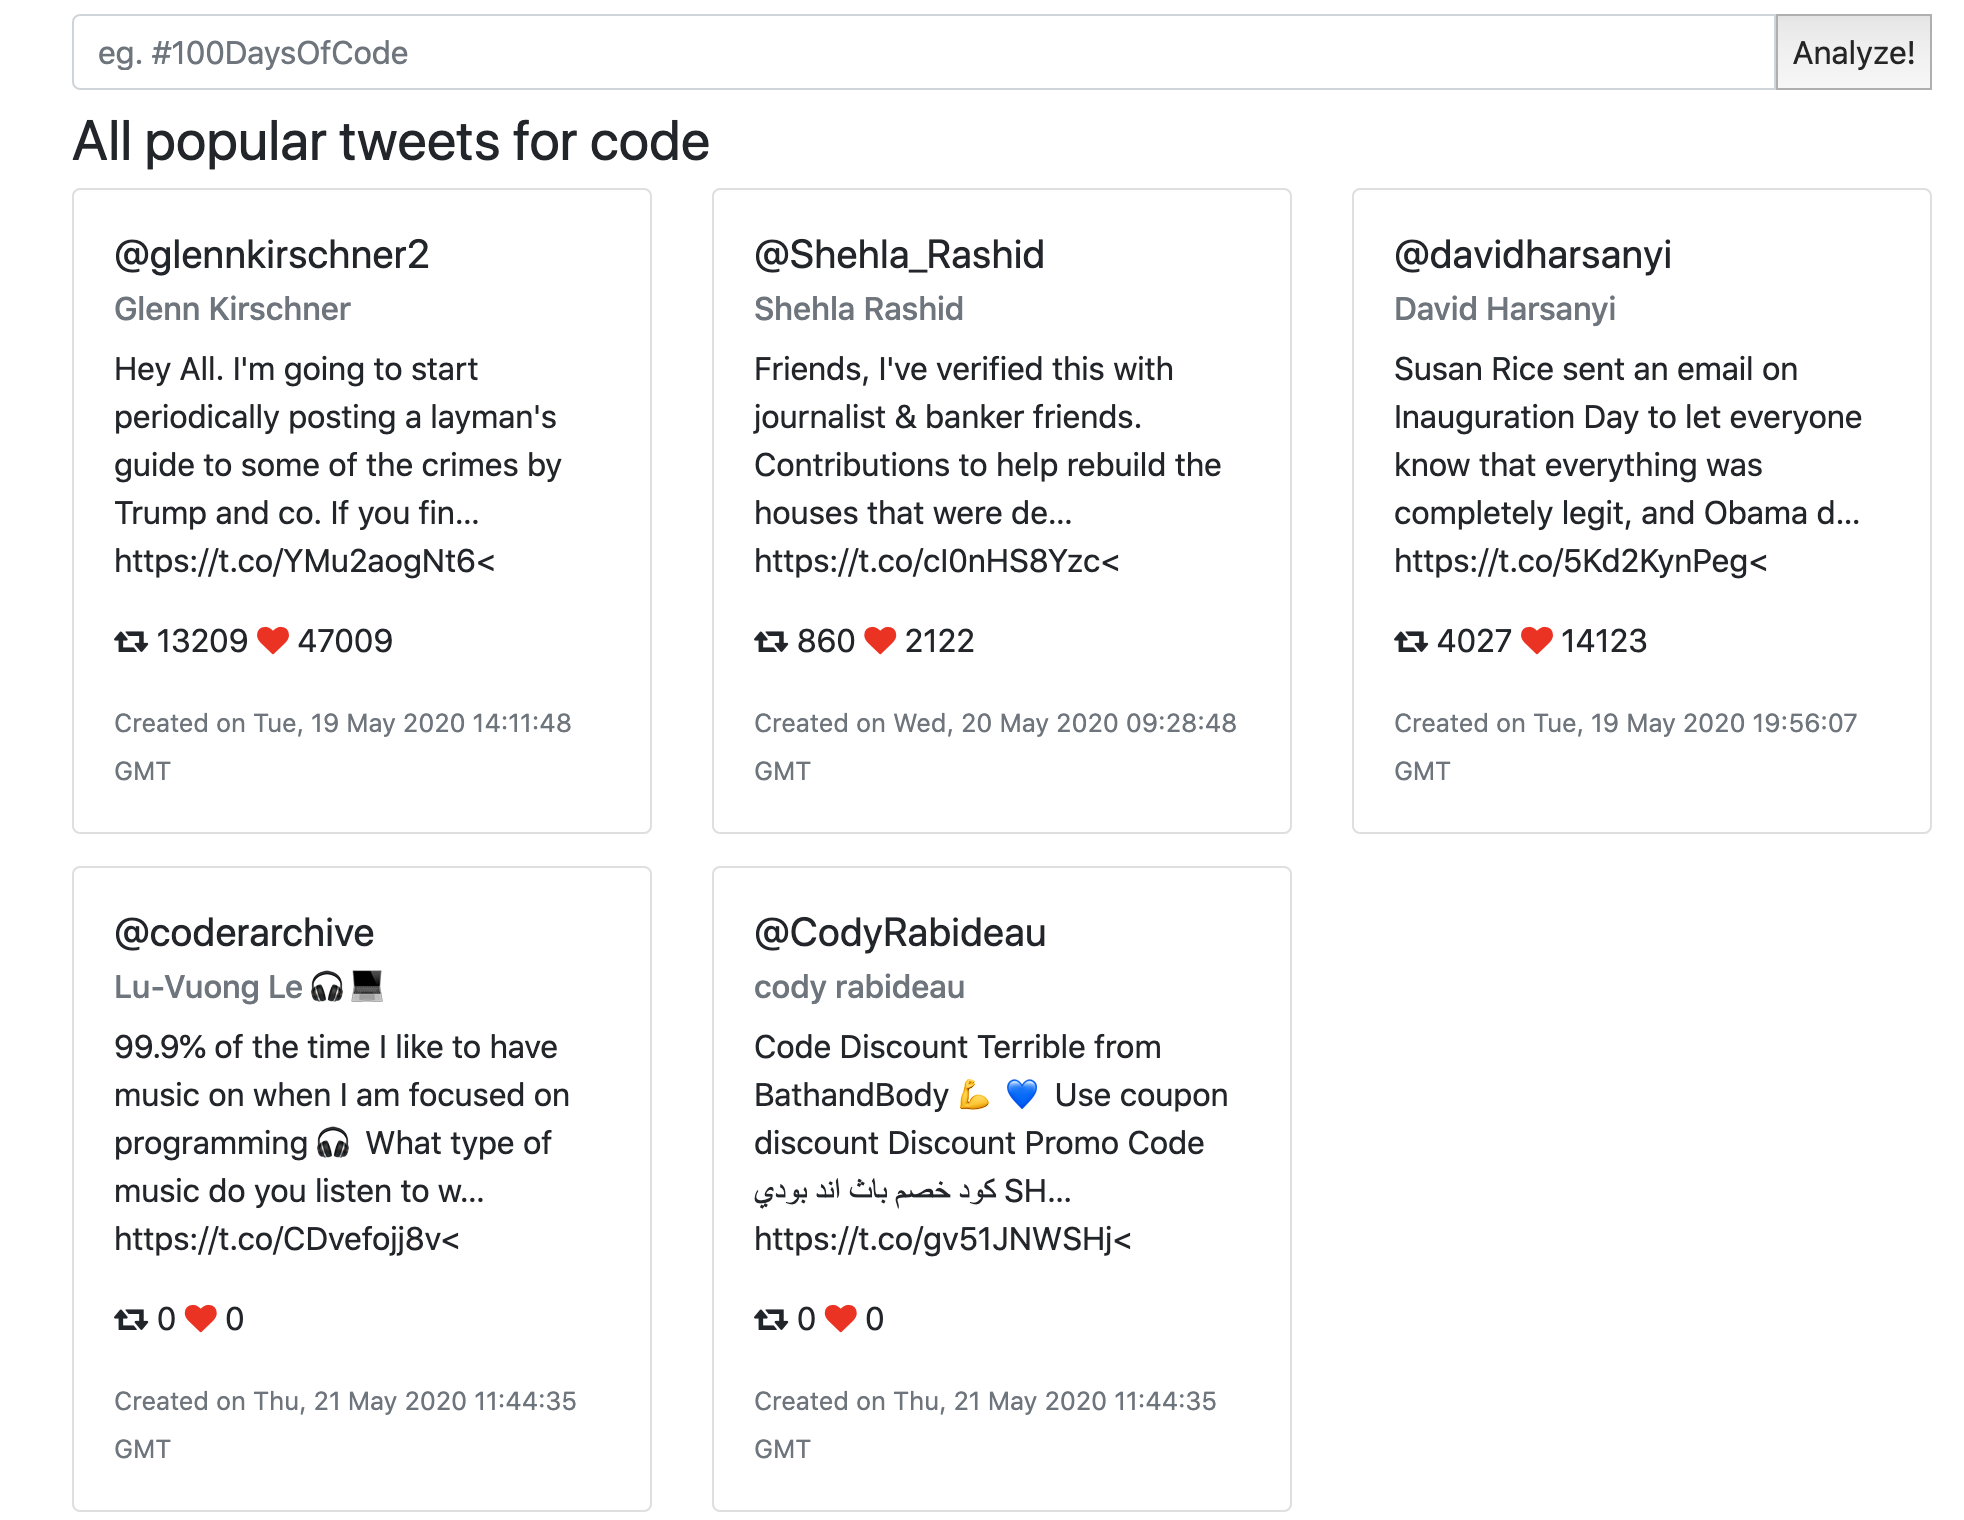 eg. #100DaysOfCode
Analyze!
All popular tweets for code
@glennkirschner2
Glenn Kirschner
Hey All. I'm going to start
periodically posting a layman's
guide to some of the crimes by
Trump and co. If you fin...
https://t.co/YMu2aogNt6<
13209 ❤️ 47009
Created on Tue, 19 May 2020 14:11:48
GMT
@Shehla_Rashid
Shehla Rashid
Friends, I've verified this with
journalist & banker friends.
Contributions to help rebuild the
houses that were de...
https://t.co/cI0nHS8Yzc<
860 ❤️ 2122
Created on Wed, 20 May 2020 09:28:48
GMT
@davidharsanyi
David Harsanyi
Susan Rice sent an email on
Inauguration Day to let everyone
know that everything was
completely legit, and Obama d...
https://t.co/5Kd2KynPeg<
4027 ❤️ 14123
Created on Tue, 19 May 2020 19:56:07
GMT
@coderarchive
Lu-Vuong Le 🎧💻
99.9% of the time I like to have
music on when I am focused on
programming 🎧 What type of
music do you listen to w...
https://t.co/CDvefojj8v<
0 ❤️ 0
Created on Thu, 21 May 2020 11:44:35
GMT
@CodyRabideau
cody rabideau
Code Discount Terrible from
BathandBody 💪 💙 Use coupon
discount Discount Promo Code
كود خصم باث اند بودي SH...
https://t.co/gv51JNWSHj<
0 ❤️ 0
Created on Thu, 21 May 2020 11:44:35
GMT